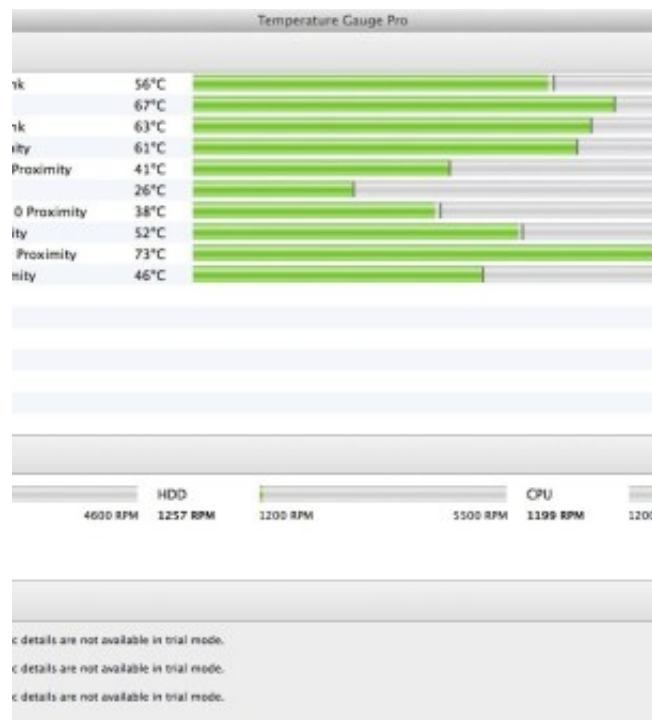 Temperature Gauge Pro
nk 56°C
67°C
nk 63°C
ity 61°C
Proximity 41°C
26°C
0 Proximity 38°C
ity 52°C
Proximity 73°C
mity 46°C
HDD CPU
4600 RPM 1257 RPM 1200 RPM 5500 RPM 1199 RPM 1200
c details are not available in trial mode.
c details are not available in trial mode.
c details are not available in trial mode.